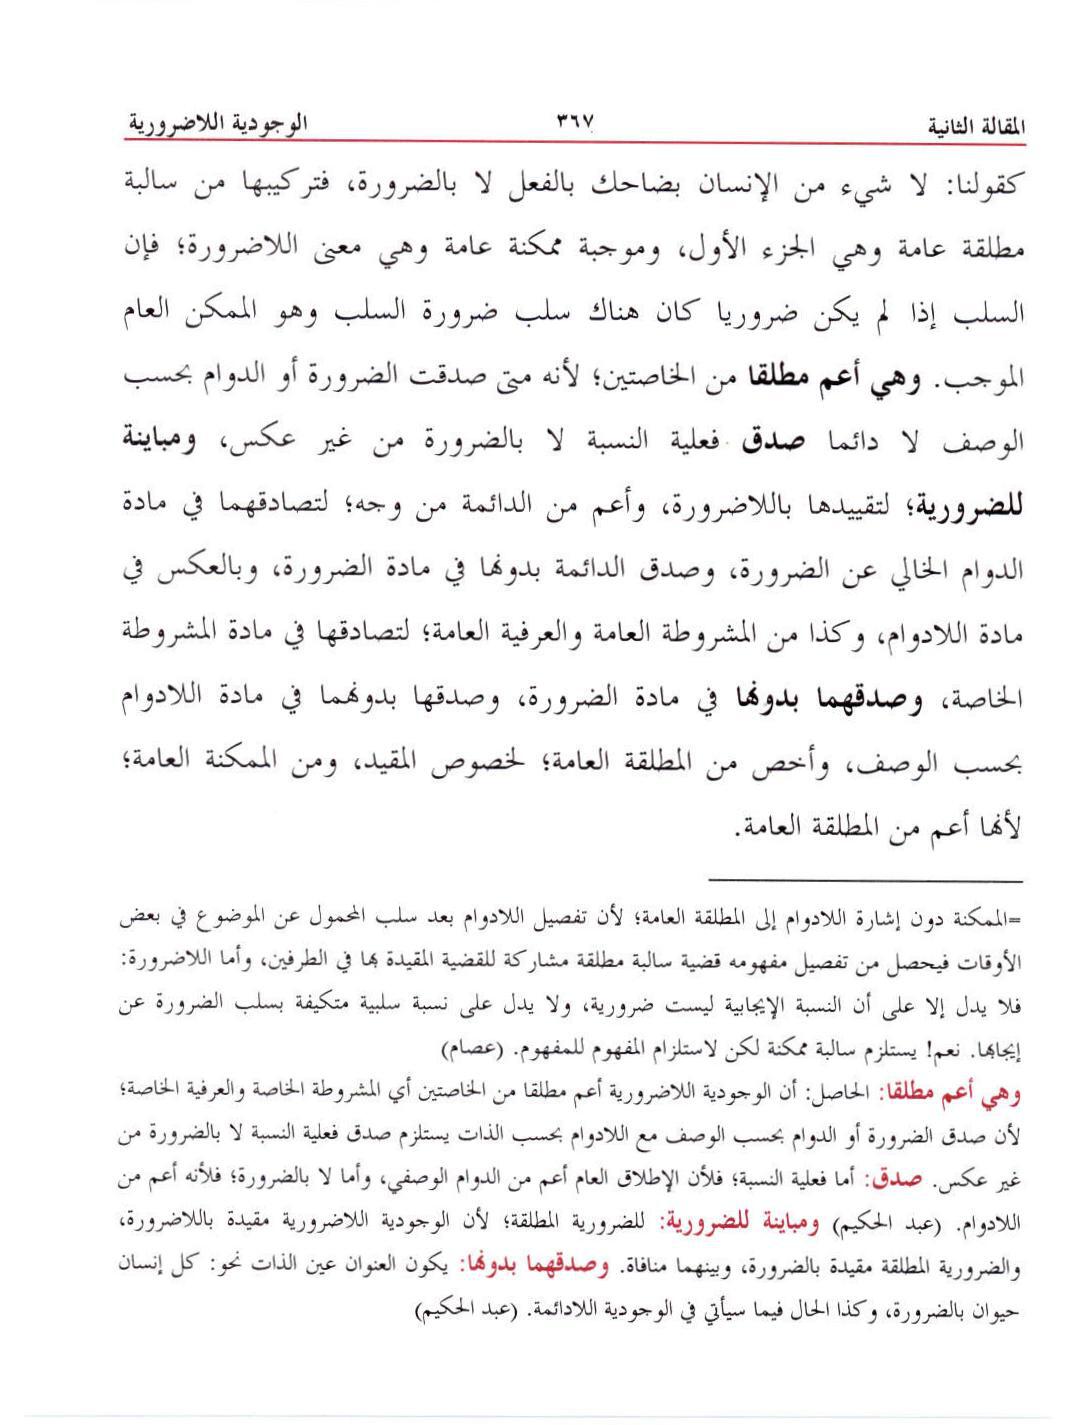 المقالة الثانية ٣٦٧ الوجودية اللاضرورية
كقولنا: لا شيء من الإنسان بضاحك بالفعل لا بالضرورة، فتركيبها من سالبة
مطلقة عامة وهي الجزء الأول، وموجبة ممكنة عامة وهي معنى اللاضرورة؛ فإن
السلب إذا لم يكن ضروريا كان هناك سلب ضرورة السلب وهو الممكن العام
الموجب. وهي أعم مطلقا من الخاصتين؛ لأنه متى صدقت الضرورة أو الدوام بحسب
الوصف لا دائما صدق فعلية النسبة لا بالضرورة من غير عكس، ومباينة
للضرورية؛ لتقييدها باللاضرورة، وأعم من الدائمة من وجه؛ لتصادقهما في مادة
الدوام الخالي عن الضرورة، وصدق الدائمة بدونها في مادة الضرورة، وبالعكس في
مادة اللادوام، وكذا من المشروطة العامة والعرفية العامة؛ لتصادقها في مادة المشروطة
الخاصة، وصدقهما بدونها في مادة الضرورة، وصدقها بدونهما في مادة اللادوام
بحسب الوصف، وأخص من المطلقة العامة؛ لخصوص المقيد، ومن الممكنة العامة؛
لأنها أعم من المطلقة العامة.
=الممكنة دون إشارة اللادوام إلى المطلقة العامة؛ لأن تفصيل اللادوام بعد سلب المحمول عن الموضوع في بعض
الأوقات فيحصل من تفصيل مفهومه قضية سالبة مطلقة مشاركة للقضية المقيدة بها في الطرفين، وأما اللاضرورة:
فلا يدل إلا على أن النسبة الإيجابية ليست ضرورية، ولا يدل على نسبة سلبية متكيفة بسلب الضرورة عن
إيجابها. نعم! يستلزم سالبة ممكنة لكن لاستلزام المفهوم للمفهوم. (عصام)
وهي أعم مطلقا: الحاصل: أن الوجودية اللاضرورية أعم مطلقا من الخاصتين أي المشروطة الخاصة والعرفية الخاصة؛
لأن صدق الضرورة أو الدوام بحسب الوصف مع اللادوام بحسب الذات يستلزم صدق فعلية النسبة لا بالضرورة من
غير عكس. صدق: أما فعلية النسبة؛ فلأن الإطلاق العام أعم من الدوام الوصفي، وأما لا بالضرورة؛ فلأنه أعم من
اللادوام. (عبد الحكيم) ومباينة للضرورية: للضرورية المطلقة؛ لأن الوجودية اللاضرورية مقيدة باللاضرورة،
والضرورية المطلقة مقيدة بالضرورة، وبينهما منافاة. وصدقهما بدونها: يكون العنوان عين الذات نحو: كل إنسان
حيوان بالضرورة، وكذا الحال فيما سيأتي في الوجودية اللادائمة. (عبد الحكيم)